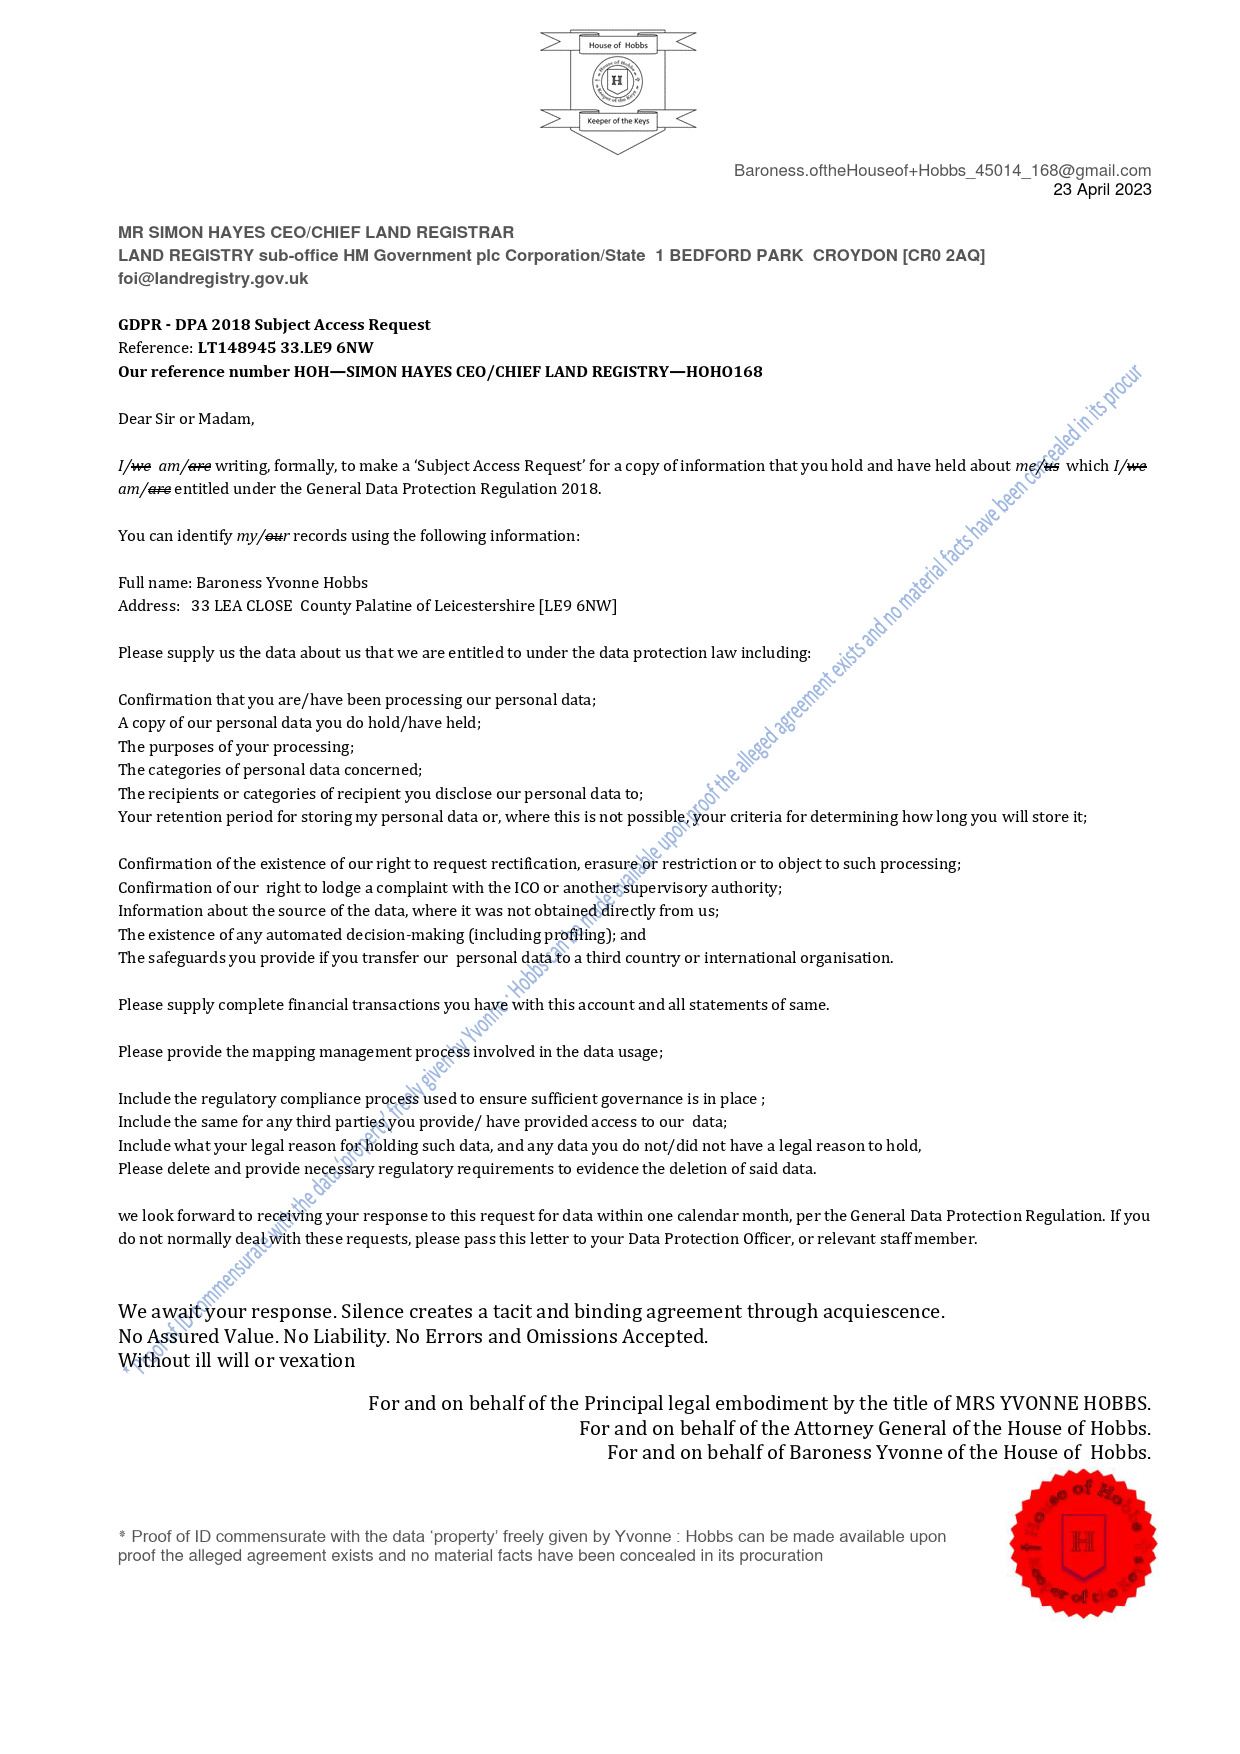 House of Hobbs
House of Hobbs
H
Keeper of the Keys
Keeper of the Keys
Baroness.oftheHouseof+Hobbs_45014_168@gmail.com
23 April 2023
MR SIMON HAYES CEO/CHIEF LAND REGISTRAR
LAND REGISTRY sub-office HM Government plc Corporation/State 1 BEDFORD PARK CROYDON [CR0 2AQ]
foi@landregistry.gov.uk
GDPR - DPA 2018 Subject Access Request
Reference: LT148945 33.LE9 6NW
Our reference number HOH—SIMON HAYES CEO/CHIEF LAND REGISTRY—HOHO168
Dear Sir or Madam,
I/we am/are writing, formally, to make a ‘Subject Access Request’ for a copy of information that you hold and have held about me/us which I/we
am/are entitled under the General Data Protection Regulation 2018.
You can identify my/our records using the following information:
Full name: Baroness Yvonne Hobbs
Address: 33 LEA CLOSE County Palatine of Leicestershire [LE9 6NW]
Please supply us the data about us that we are entitled to under the data protection law including:
Confirmation that you are/have been processing our personal data;
A copy of our personal data you do hold/have held;
The purposes of your processing;
The categories of personal data concerned;
The recipients or categories of recipient you disclose our personal data to;
Your retention period for storing my personal data or, where this is not possible, your criteria for determining how long you will store it;
Confirmation of the existence of our right to request rectification, erasure or restriction or to object to such processing;
Confirmation of our right to lodge a complaint with the ICO or another supervisory authority;
Information about the source of the data, where it was not obtained directly from us;
The existence of any automated decision-making (including profiling); and
The safeguards you provide if you transfer our personal data to a third country or international organisation.
Please supply complete financial transactions you have with this account and all statements of same.
Please provide the mapping management process involved in the data usage;
Include the regulatory compliance process used to ensure sufficient governance is in place ;
Include the same for any third parties you provide/ have provided access to our data;
Include what your legal reason for holding such data, and any data you do not/did not have a legal reason to hold,
Please delete and provide necessary regulatory requirements to evidence the deletion of said data.
we look forward to receiving your response to this request for data within one calendar month, per the General Data Protection Regulation. If you
do not normally deal with these requests, please pass this letter to your Data Protection Officer, or relevant staff member.
We await your response. Silence creates a tacit and binding agreement through acquiescence.
No Assured Value. No Liability. No Errors and Omissions Accepted.
Without ill will or vexation
For and on behalf of the Principal legal embodiment by the title of MRS YVONNE HOBBS.
For and on behalf of the Attorney General of the House of Hobbs.
For and on behalf of Baroness Yvonne of the House of Hobbs.
* Proof of ID commensurate with the data ‘property’ freely given by Yvonne : Hobbs can be made available upon proof the alleged agreement exists and no material facts have been concealed in its procur
* Proof of ID commensurate with the data ‘property’ freely given by Yvonne : Hobbs can be made available upon
proof the alleged agreement exists and no material facts have been concealed in its procuration
House of Hobbs
H
Keeper of the Keys